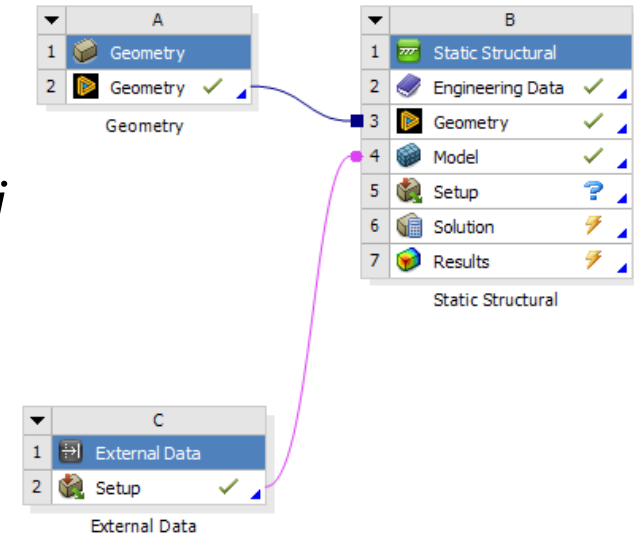 A
1 Geometry
2 Geometry
Geometry
B
1 Static Structural
2 Engineering Data
3 Geometry
4 Model
5 Setup ?
6 Solution
7 Results
Static Structural
i
C
1 External Data
2 Setup
External Data